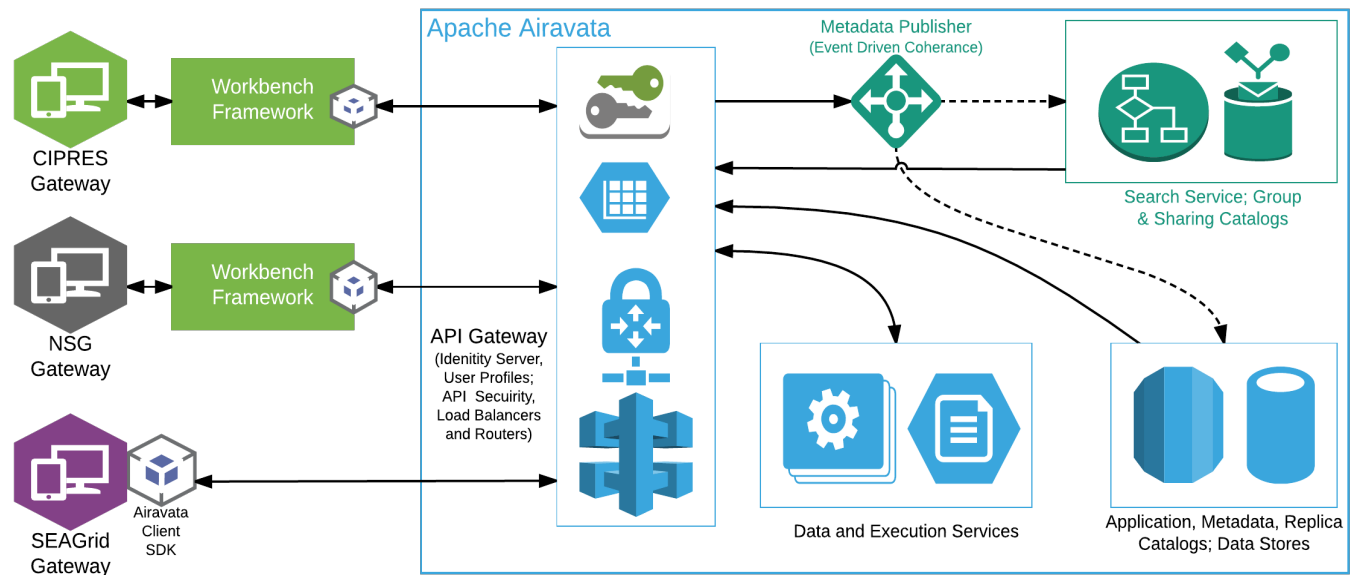 Apache Airavata
Metadata Publisher
(Event Driven Coherance)
Workbench
Framework
CIPRES
Gateway
Search Service; Group
& Sharing Catalogs
Workbench
Framework
NSG
Gateway
API Gateway
(Idenitity Server,
User Profiles;
API Secuirity,
Load Balancers
and Routers)
Airavata
Client
SDK
SEAGrid
Gateway
Data and Execution Services
Application, Metadata, Replica
Catalogs; Data Stores